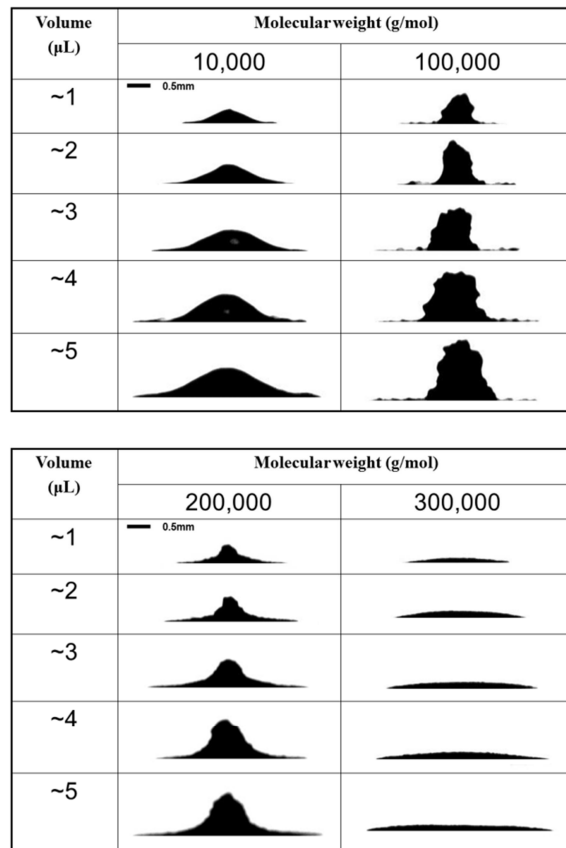 Volume
(μL)
Molecular weight (g/mol)
10,000
100,000
~1
0.5mm
~2
~3
~4
~5
Volume
(μL)
Molecular weight (g/mol)
200,000
300,000
~1
0.5mm
~2
~3
~4
~5